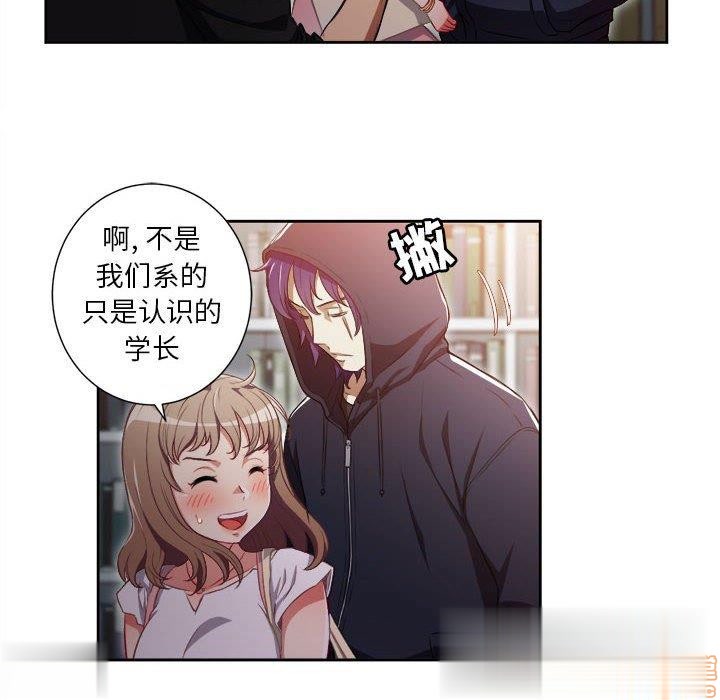 啊, 不是
我们系的
只是认识的
学长
撇